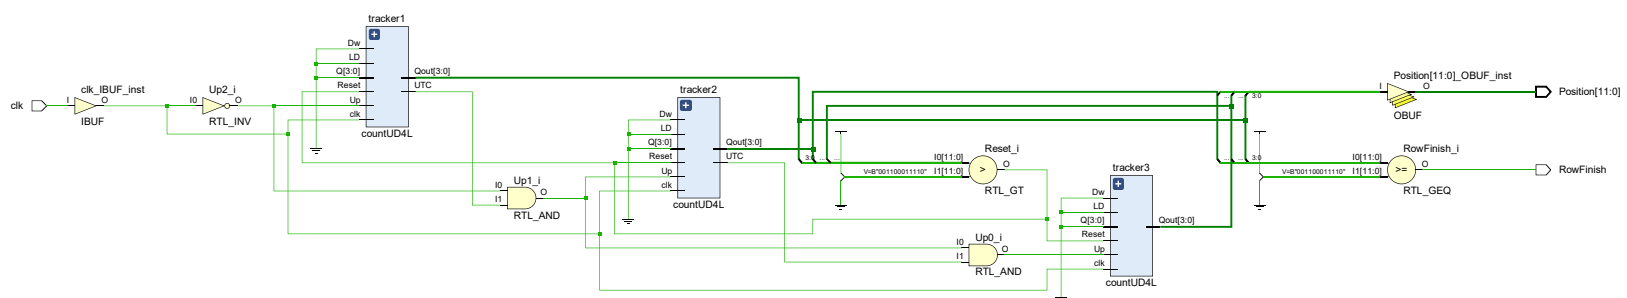 tracker1
Dw
LD
Q[3:0]
Reset
Up
clk
Qout[3:0]
UTC
countUD4L
clk
clk_IBUF_inst
I
O
IBUF
Up2_i
I0
O
RTL_INV
Up1_i
I0
I1
O
RTL_AND
tracker2
Dw
LD
Q[3:0]
Reset
Up
clk
Qout[3:0]
UTC
countUD4L
3:0
Reset_i
I0[11:0]
I1[11:0]
V=B"001100011110"
>
O
RTL_GT
Up0_i
I0
I1
O
RTL_AND
tracker3
Dw
LD
Q[3:0]
Reset
Up
clk
Qout[3:0]
countUD4L
3:0
Position[11:0]_OBUF_inst
I
O
OBUF
Position[11:0]
3:0
RowFinish_i
I0[11:0]
I1[11:0]
V=B"001100011110"
>=
O
RTL_GEQ
RowFinish